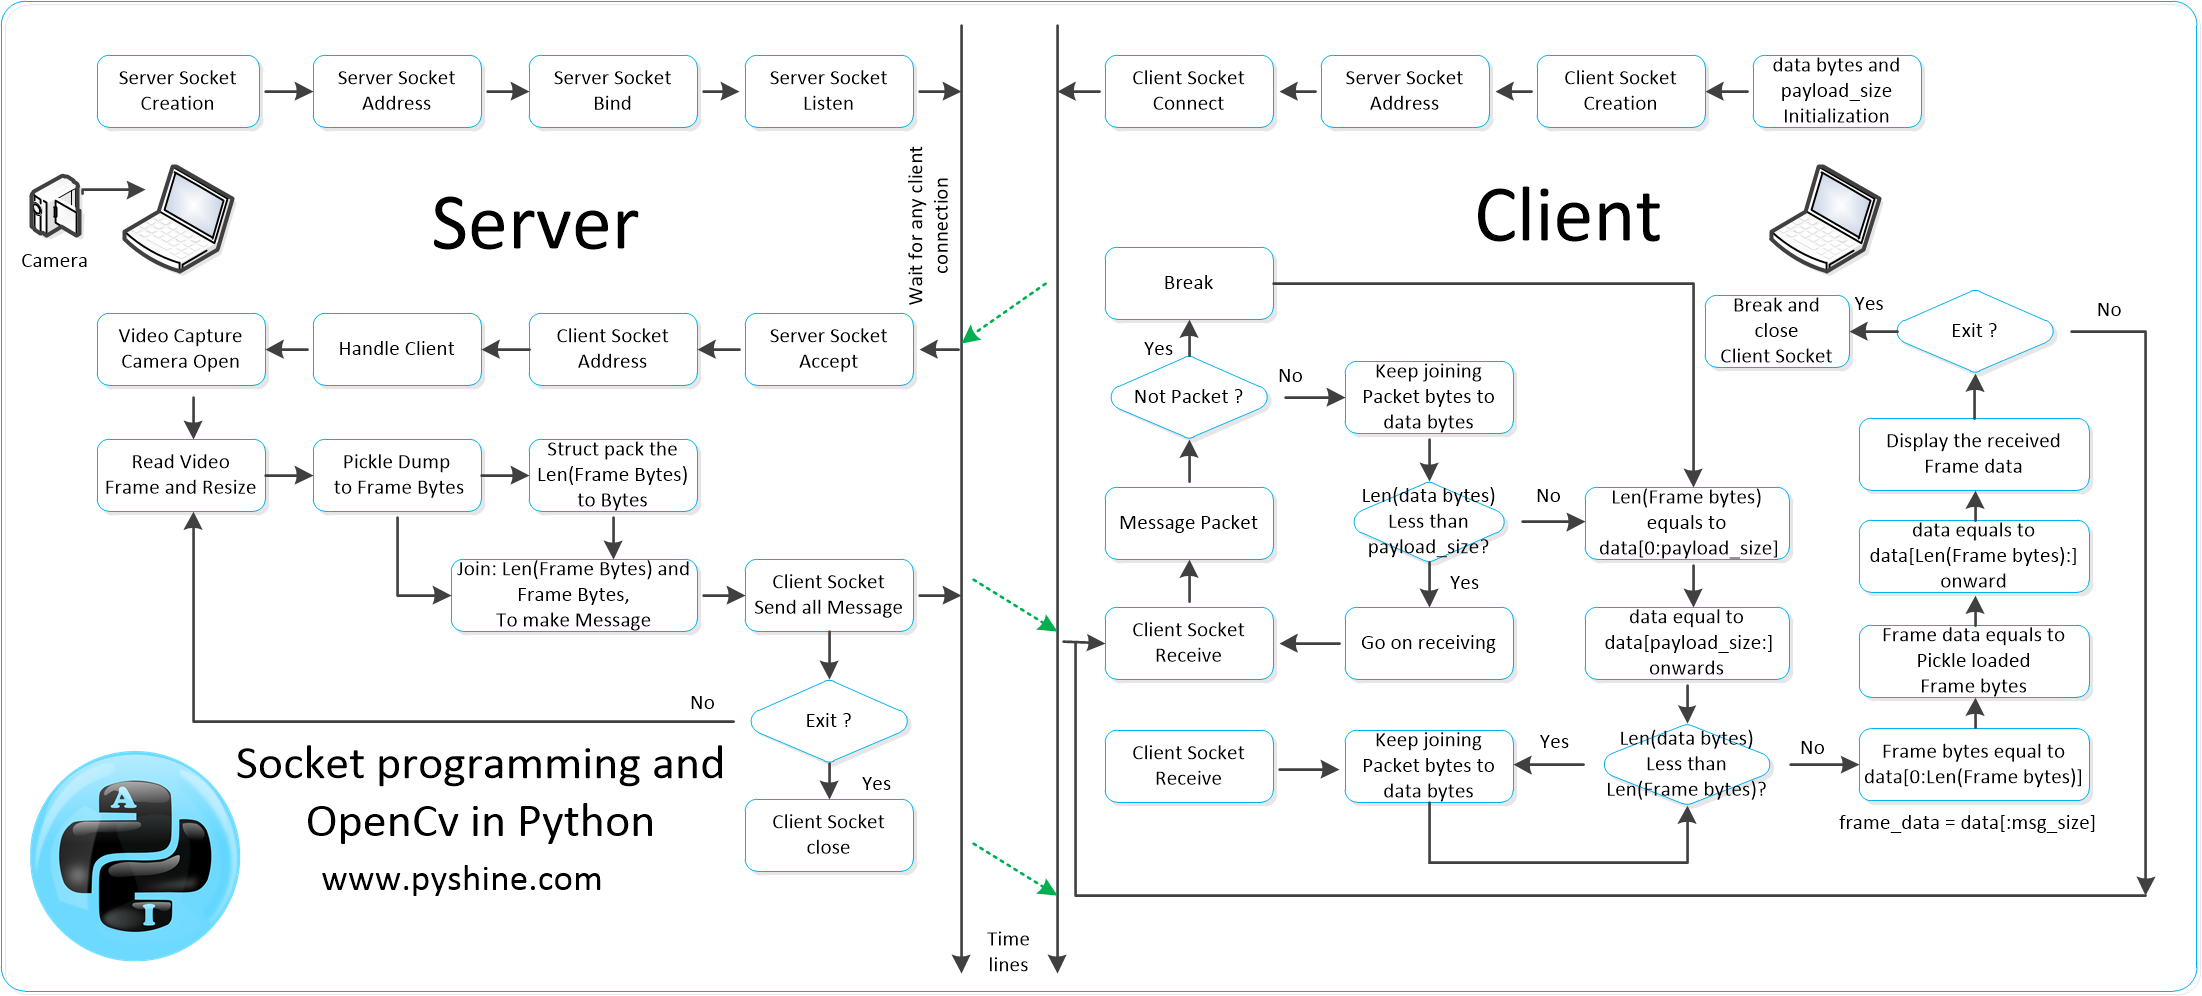 Server Socket
Creation
Server Socket
Address
Server Socket
Bind
Server Socket
Listen
Wait for any client
connection
Camera
Server
Video Capture
Camera Open
Handle Client
Client Socket
Address
Server Socket
Accept
Read Video
Frame and Resize
Pickle Dump
to Frame Bytes
Struct pack the
Len(Frame Bytes)
to Bytes
Join: Len(Frame Bytes) and
Frame Bytes,
To make Message
Client Socket
Send all Message
No
Exit ?
Yes
Client Socket
close
Socket programming and
OpenCv in Python
www.pyshine.com
A
I
Time
lines
Client Socket
Connect
Server Socket
Address
Client Socket
Creation
data bytes and
payload_size
Initialization
Client
Break
Yes
Not Packet ?
No
Keep joining
Packet bytes to
data bytes
Message Packet
Len(data bytes)
Less than
payload_size?
No
Yes
Client Socket
Receive
Go on receiving
Len(Frame bytes)
equals to
data[0:payload_size]
data equal to
data[payload_size:]
onwards
Client Socket
Receive
Keep joining
Packet bytes to
data bytes
Yes
Len(data bytes)
Less than
Len(Frame bytes)?
No
Frame bytes equal to
data[0:Len(Frame bytes)]
frame_data = data[:msg_size]
Frame data equals to
Pickle loaded
Frame bytes
data equals to
data[Len(Frame bytes):]
onward
Display the received
Frame data
Exit ?
Yes
No
Break and
close
Client Socket